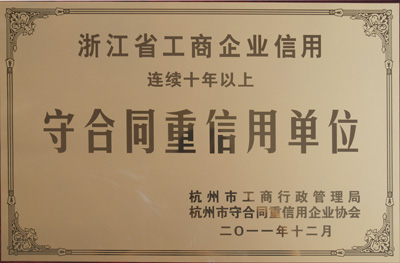 浙江省工商企业信用
连续十年以上
守合同重信用单位
杭州市工商行政管理局
杭州市守合同重信用企业协会
二〇一一年十二月